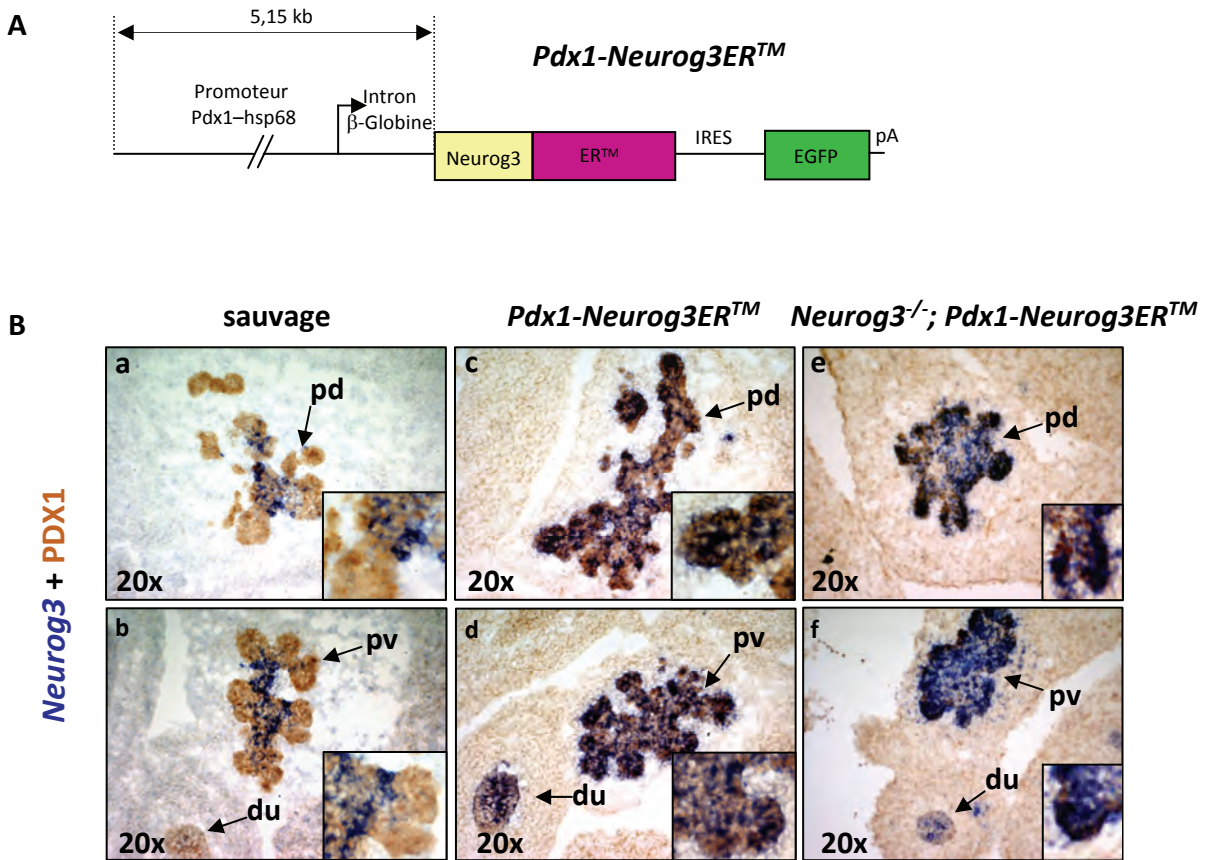 A
5,15 kb
Pdx1-Neurog3ER™
Promoteur
Pdx1–hsp68
Intron
β-Globine
Neurog3
ER™
IRES
EGFP
pA
B
sauvage
Pdx1-Neurog3ER™
Neurog3-/-; Pdx1-Neurog3ER™
Neurog3 + PDX1
a
pd
20x
c
pd
20x
e
pd
20x
b
pv
du
20x
d
pv
du
20x
f
pv
du
20x